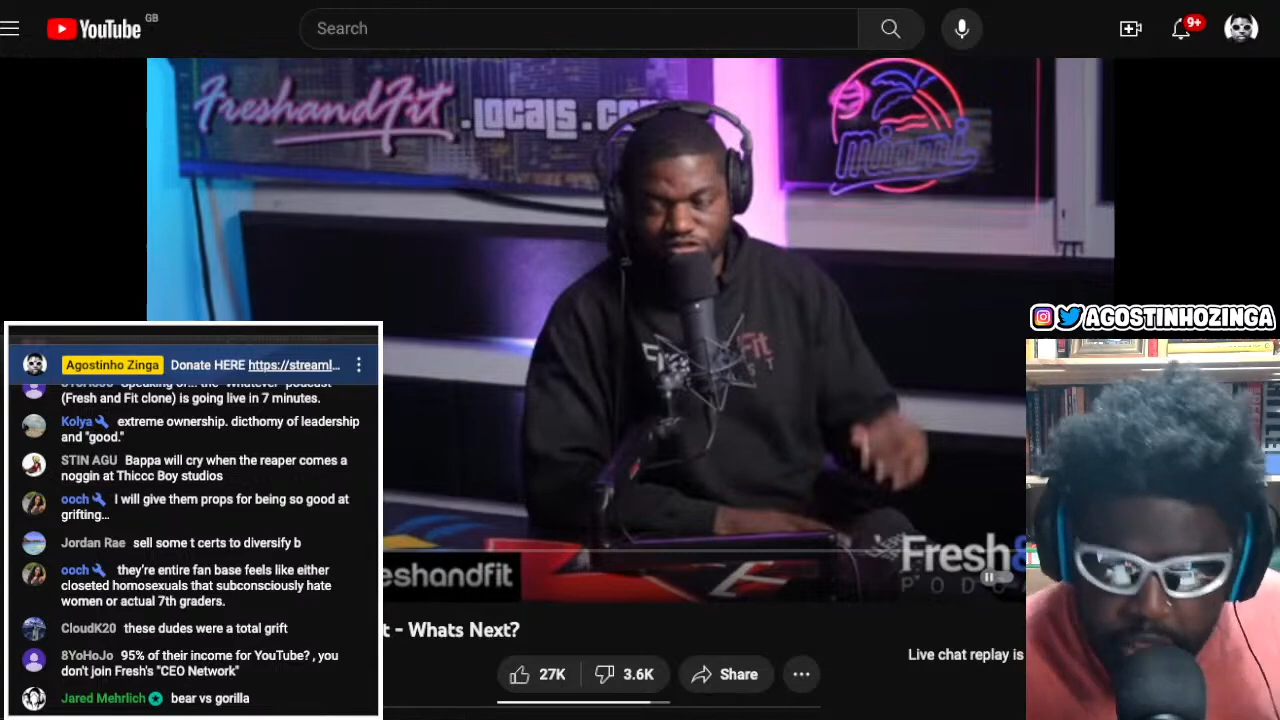 YouTube GB
Search
9+
FreshandFit.Locals.com
miami
Fit
AGOSTINHOZINGA
Agostinho Zinga Donate HERE https://streaml...
(Fresh and Fit clone) is going live in 7 minutes.
Kolya extreme ownership. dicthomy of leadership
and "good."
STIN AGU Bappa will cry when the reaper comes a
noggin at Thiccc Boy studios
ooch I will give them props for being so good at
grifting...
Jordan Rae sell some t certs to diversify b
ooch they're entire fan base feels like either
closeted homosexuals that subconsciously hate
women or actual 7th graders.
CloudK20 these dudes were a total grift
8YoHoJo 95% of their income for YouTube? , you
don't join Fresh's "CEO Network"
Jared Mehrlich bear vs gorilla
eshandfit
Fresh&
t - Whats Next?
27K
3.6K
Share
Live chat replay is